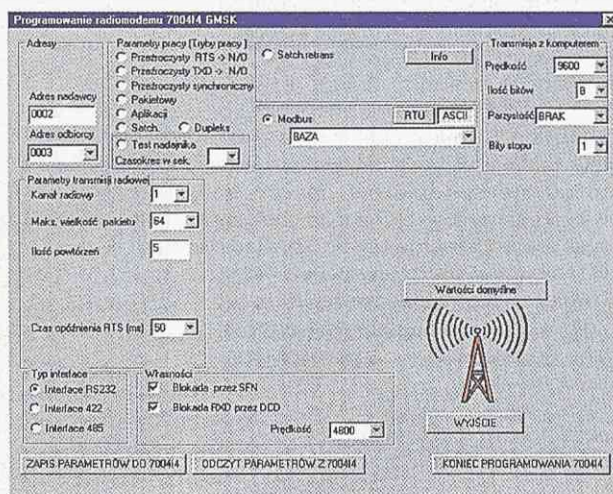 Programowanie radiomodemu 7004I4 GMSK
Adresy
Adres nadawcy
0002
Adres odbiorcy
0003
Parametry pracy [Tryby pracy]
Przeźroczysty RTS -> N/O
Przeźroczysty TXD -> N/O
Przeźroczysty synchroniczny
Pakietowy
Aplikacji
Satch. Dupleks
Test nadajnika
Czasokres w sek.
Satch.retrans
Info
Modbus RTU ASCII
BAZA
Transmisja z komputerem
Prędkość 9600
Ilość bitów 8
Parzystość BRAK
Bity stopu 1
Parametry transmisji radiowej
Kanał radiowy 1
Maks. wielkość pakietu 64
Ilość powtórzeń 5
Czas opóźnienia RTS (ms) 50
Wartości domyślne
Typ interface
Interface RS232
Interface 422
Interface 485
Własności
Blokada przez SFN
Blokada RXD przez DCD
Prędkość 4800
WYJŚCIE
ZAPIS PARAMETRÓW DO 7004I4
ODCZYT PARAMETRÓW Z 7004I4
KONIEC PROGRAMOWANIA 7004I4